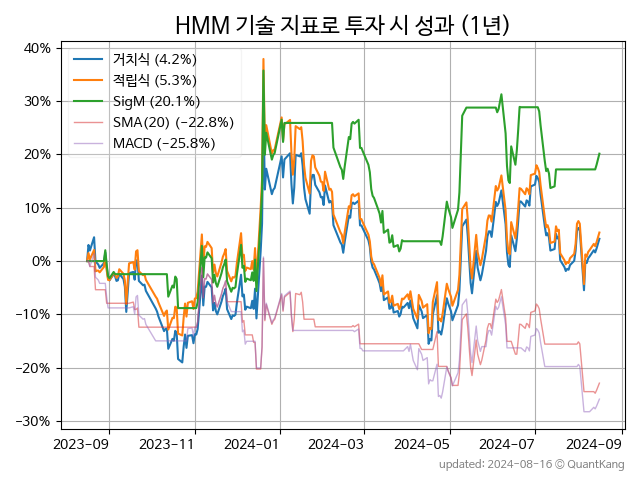 HMM 기술 지표로 투자 시 성과 (1년)
40%
30%
20%
10%
0%
−10%
−20%
−30%
거치식 (4.2%)
적립식 (5.3%)
SigM (20.1%)
SMA(20) (−22.8%)
MACD (−25.8%)
2023-09 2023-11 2024-01 2024-03 2024-05 2024-07 2024-09
updated: 2024-08-16 © QuantKang